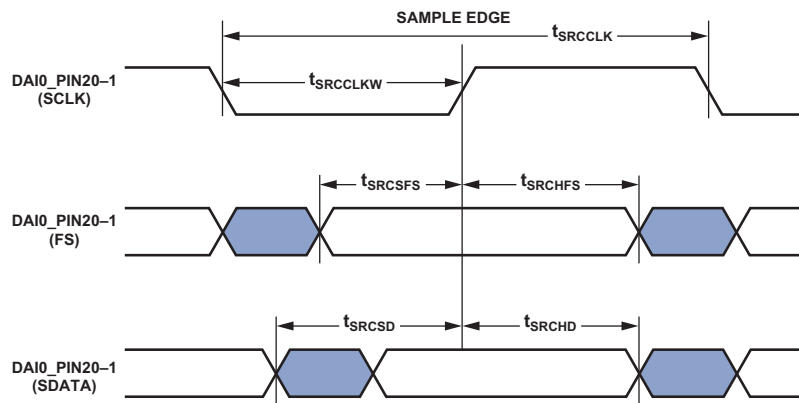 SAMPLE EDGE
tSRCCLK
DAI0_PIN20–1
(SCLK)
tSRCCLKW
DAI0_PIN20–1
(FS)
tSRCSFS
tSRCHFS
DAI0_PIN20–1
(SDATA)
tSRCSD
tSRCHD